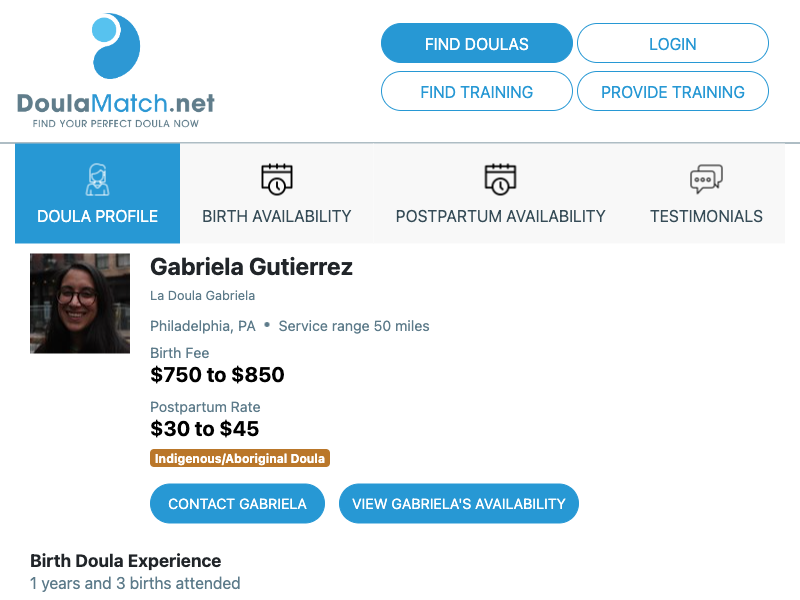 FIND DOULAS
LOGIN
DoulaMatch.net
FIND YOUR PERFECT DOULA NOW
FIND TRAINING
PROVIDE TRAINING
DOULA PROFILE
BIRTH AVAILABILITY
POSTPARTUM AVAILABILITY
TESTIMONIALS
Gabriela Gutierrez
La Doula Gabriela
Philadelphia, PA • Service range 50 miles
Birth Fee
$750 to $850
Postpartum Rate
$30 to $45
Indigenous/Aboriginal Doula
CONTACT GABRIELA
VIEW GABRIELA'S AVAILABILITY
Birth Doula Experience
1 years and 3 births attended